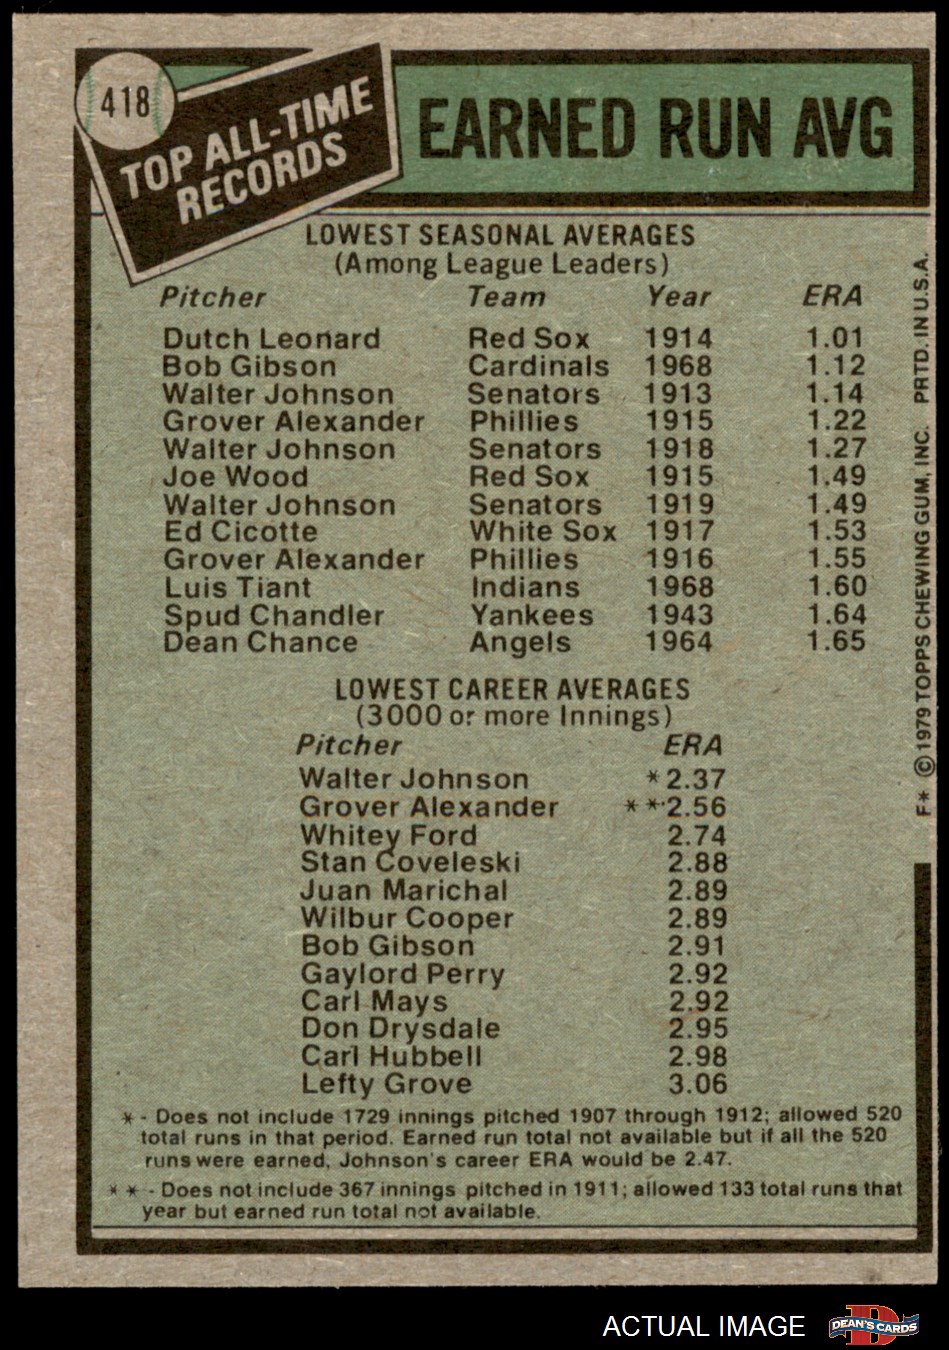 418
TOP ALL-TIME
RECORDS
EARNED RUN AVG
LOWEST SEASONAL AVERAGES
(Among League Leaders)
Pitcher Team Year ERA
Dutch Leonard Red Sox 1914 1.01
Bob Gibson Cardinals 1968 1.12
Walter Johnson Senators 1913 1.14
Grover Alexander Phillies 1915 1.22
Walter Johnson Senators 1918 1.27
Joe Wood Red Sox 1915 1.49
Walter Johnson Senators 1919 1.49
Ed Cicotte White Sox 1917 1.53
Grover Alexander Phillies 1916 1.55
Luis Tiant Indians 1968 1.60
Spud Chandler Yankees 1943 1.64
Dean Chance Angels 1964 1.65
LOWEST CAREER AVERAGES
(3000 or more Innings)
Pitcher ERA
Walter Johnson *2.37
Grover Alexander **2.56
Whitey Ford 2.74
Stan Coveleski 2.88
Juan Marichal 2.89
Wilbur Cooper 2.89
Bob Gibson 2.91
Gaylord Perry 2.92
Carl Mays 2.92
Don Drysdale 2.95
Carl Hubbell 2.98
Lefty Grove 3.06
* - Does not include 1729 innings pitched 1907 through 1912; allowed 520
total runs in that period. Earned run total not available but if all the 520
runs were earned, Johnson's career ERA would be 2.47.
* * - Does not include 367 innings pitched in 1911; allowed 133 total runs that
year but earned run total not available.
F* © 1979 TOPPS CHEWING GUM, INC. PRTD. IN U.S.A.
ACTUAL IMAGE
D
DEAN'S CARDS